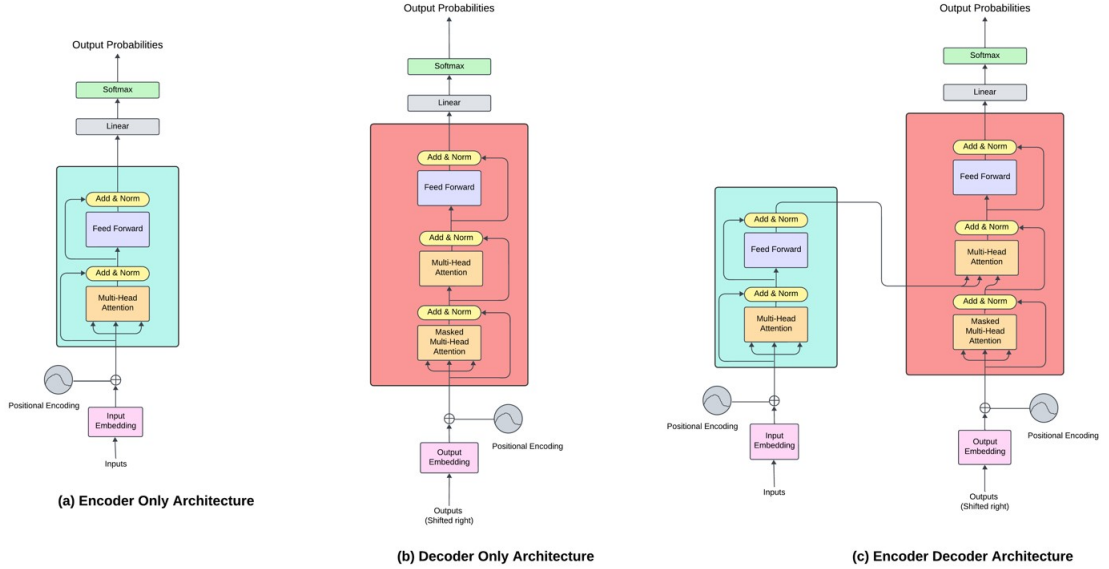 Output Probabilities
Softmax
Linear
Add & Norm
Feed Forward
Add & Norm
Multi-Head
Attention
Positional Encoding
Input
Embedding
Inputs
(a) Encoder Only Architecture
Output Probabilities
Softmax
Linear
Add & Norm
Feed Forward
Add & Norm
Multi-Head
Attention
Add & Norm
Masked
Multi-Head
Attention
Positional Encoding
Output
Embedding
Outputs
(Shifted right)
(b) Decoder Only Architecture
Add & Norm
Feed Forward
Add & Norm
Multi-Head
Attention
Positional Encoding
Input
Embedding
Inputs
Output Probabilities
Softmax
Linear
Add & Norm
Feed Forward
Add & Norm
Multi-Head
Attention
Add & Norm
Masked
Multi-Head
Attention
Positional Encoding
Output
Embedding
Outputs
(Shifted right)
(c) Encoder Decoder Architecture